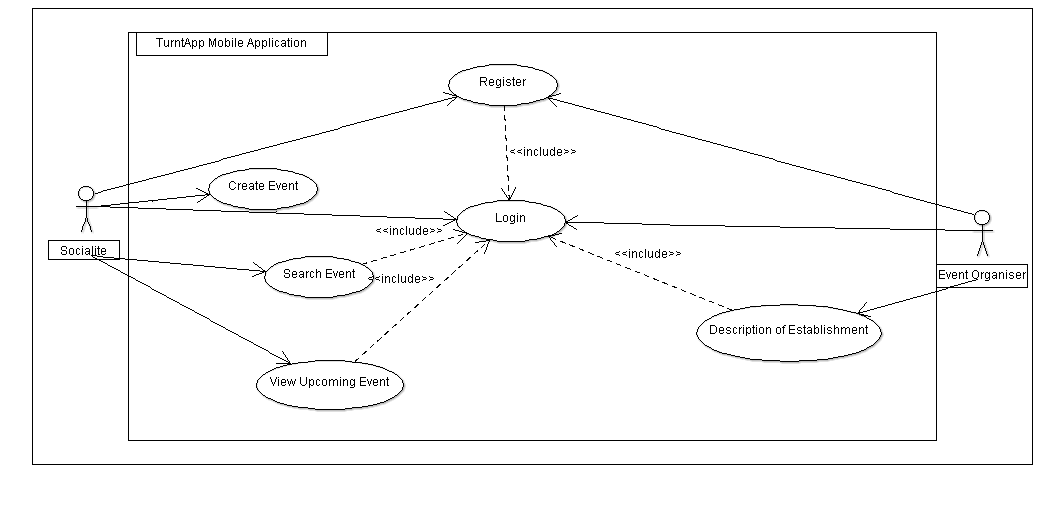 TurntApp Mobile Application
Register
<<include>>
Create Event
Login
<<include>>
Socialite
Search Event
<<include>>
<<include>>
Event Organiser
Description of Establishment
View Upcoming Event